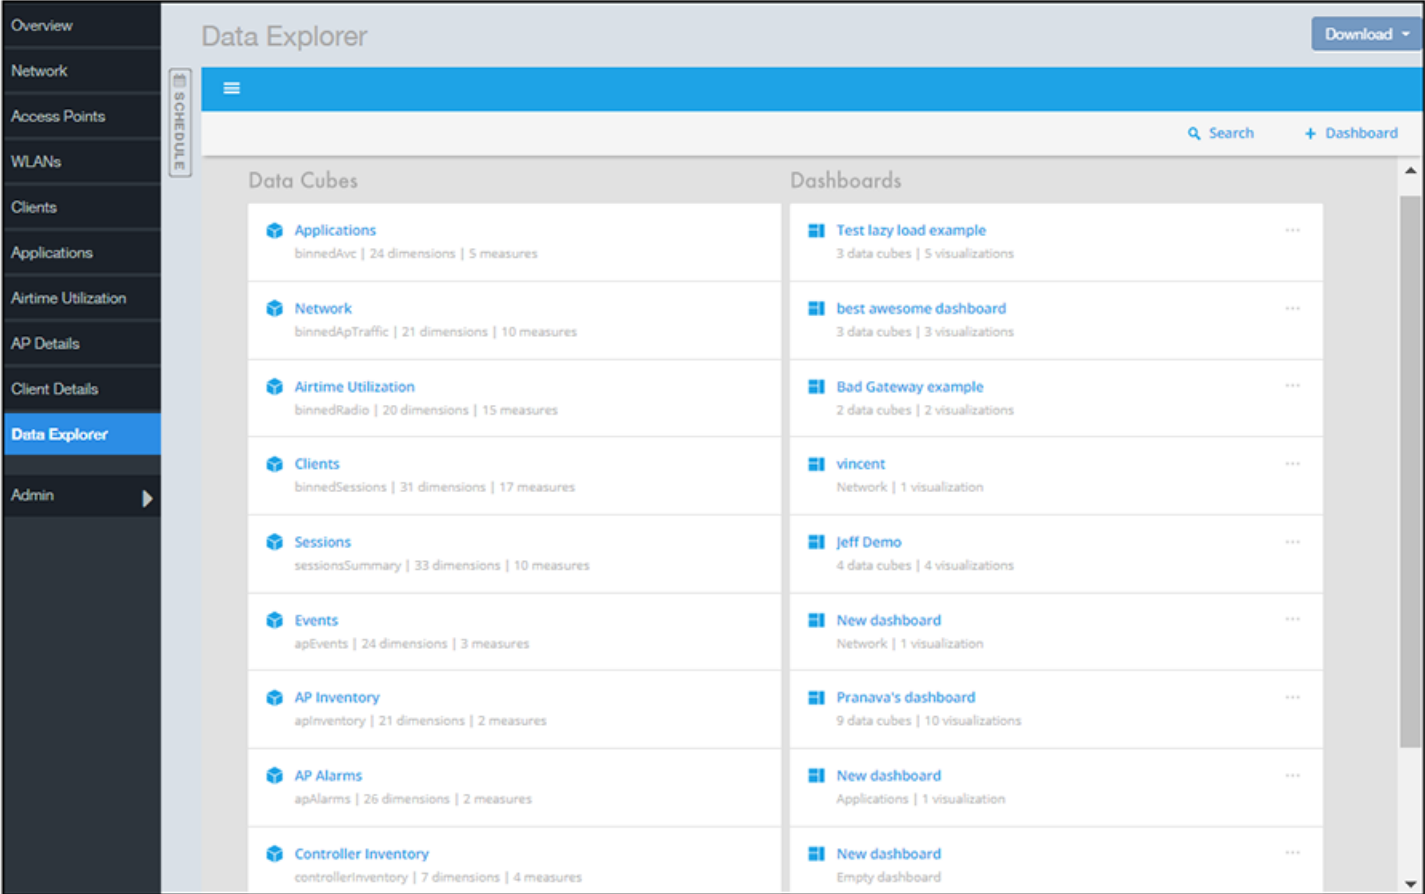 Overview
Network
Access Points
WLANs
Clients
Applications
Airtime Utilization
AP Details
Client Details
Data Explorer
Admin
SCHEDULE
Data Explorer
Download
Search
+ Dashboard
Data Cubes
Applications
binnedAvc | 24 dimensions | 5 measures
Network
binnedApTraffic | 21 dimensions | 10 measures
Airtime Utilization
binnedRadio | 20 dimensions | 15 measures
Clients
binnedSessions | 31 dimensions | 17 measures
Sessions
sessionsSummary | 33 dimensions | 10 measures
Events
apEvents | 24 dimensions | 3 measures
AP Inventory
apInventory | 21 dimensions | 2 measures
AP Alarms
apAlarms | 26 dimensions | 2 measures
Controller Inventory
controllerInventory | 7 dimensions | 4 measures
Dashboards
Test lazy load example
3 data cubes | 5 visualizations
best awesome dashboard
3 data cubes | 3 visualizations
Bad Gateway example
2 data cubes | 2 visualizations
vincent
Network | 1 visualization
Jeff Demo
4 data cubes | 4 visualizations
New dashboard
Network | 1 visualization
Pranava's dashboard
9 data cubes | 10 visualizations
New dashboard
Applications | 1 visualization
New dashboard
Empty dashboard